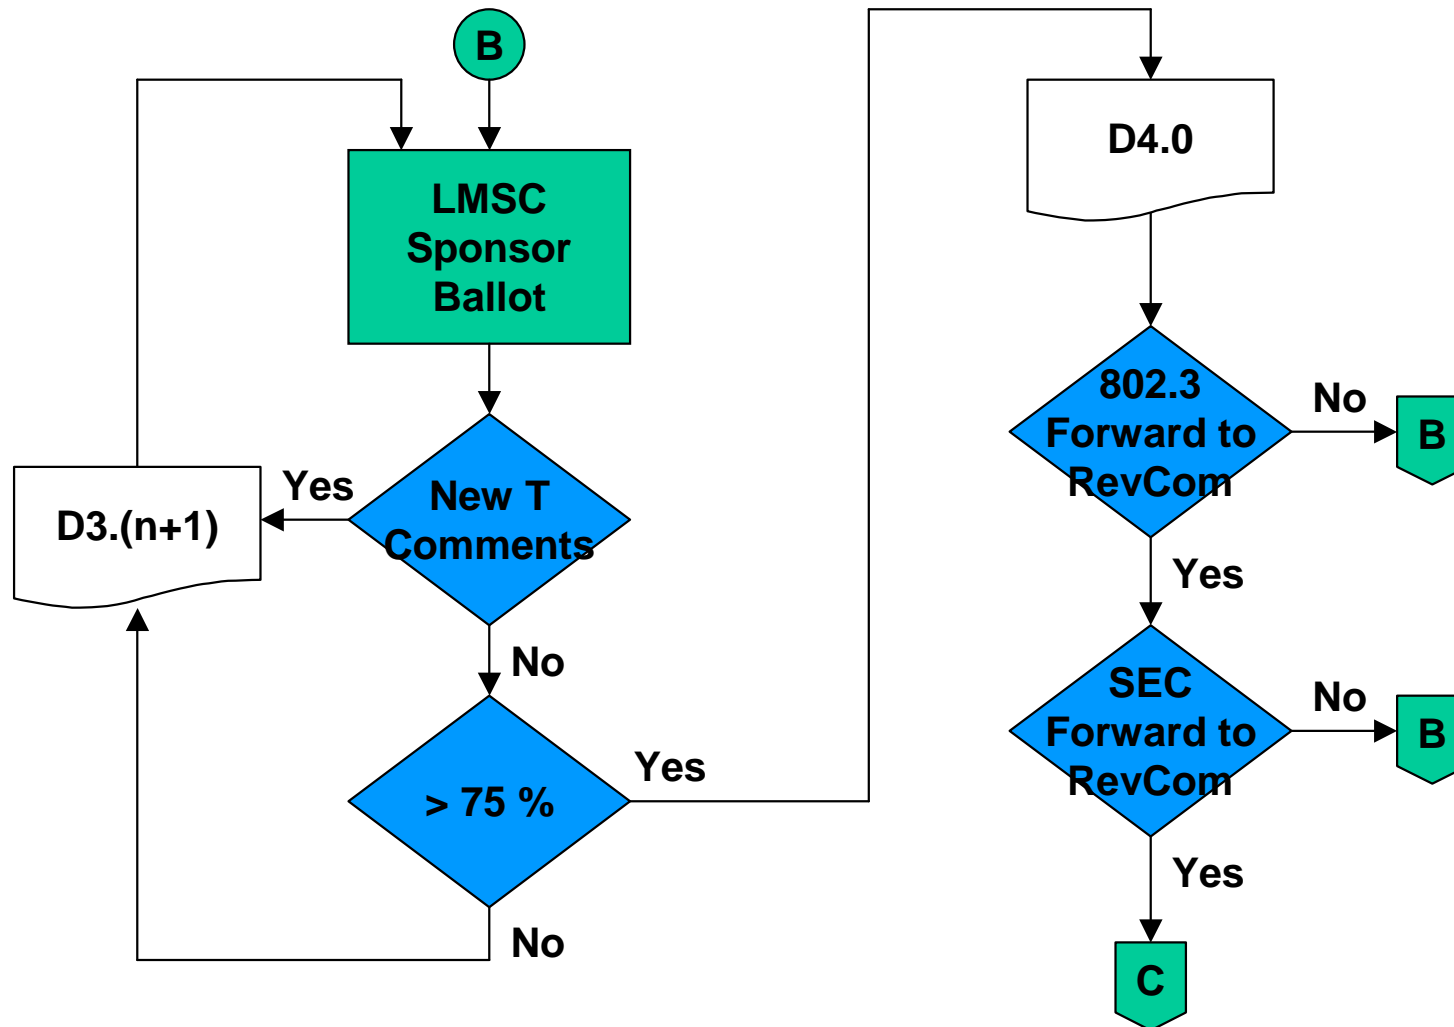 B
LMSC
Sponsor
Ballot
New T
Comments
Yes
D3.(n+1)
No
> 75 %
Yes
No
D4.0
802.3
Forward to
RevCom
No
B
Yes
SEC
Forward to
RevCom
No
B
Yes
C